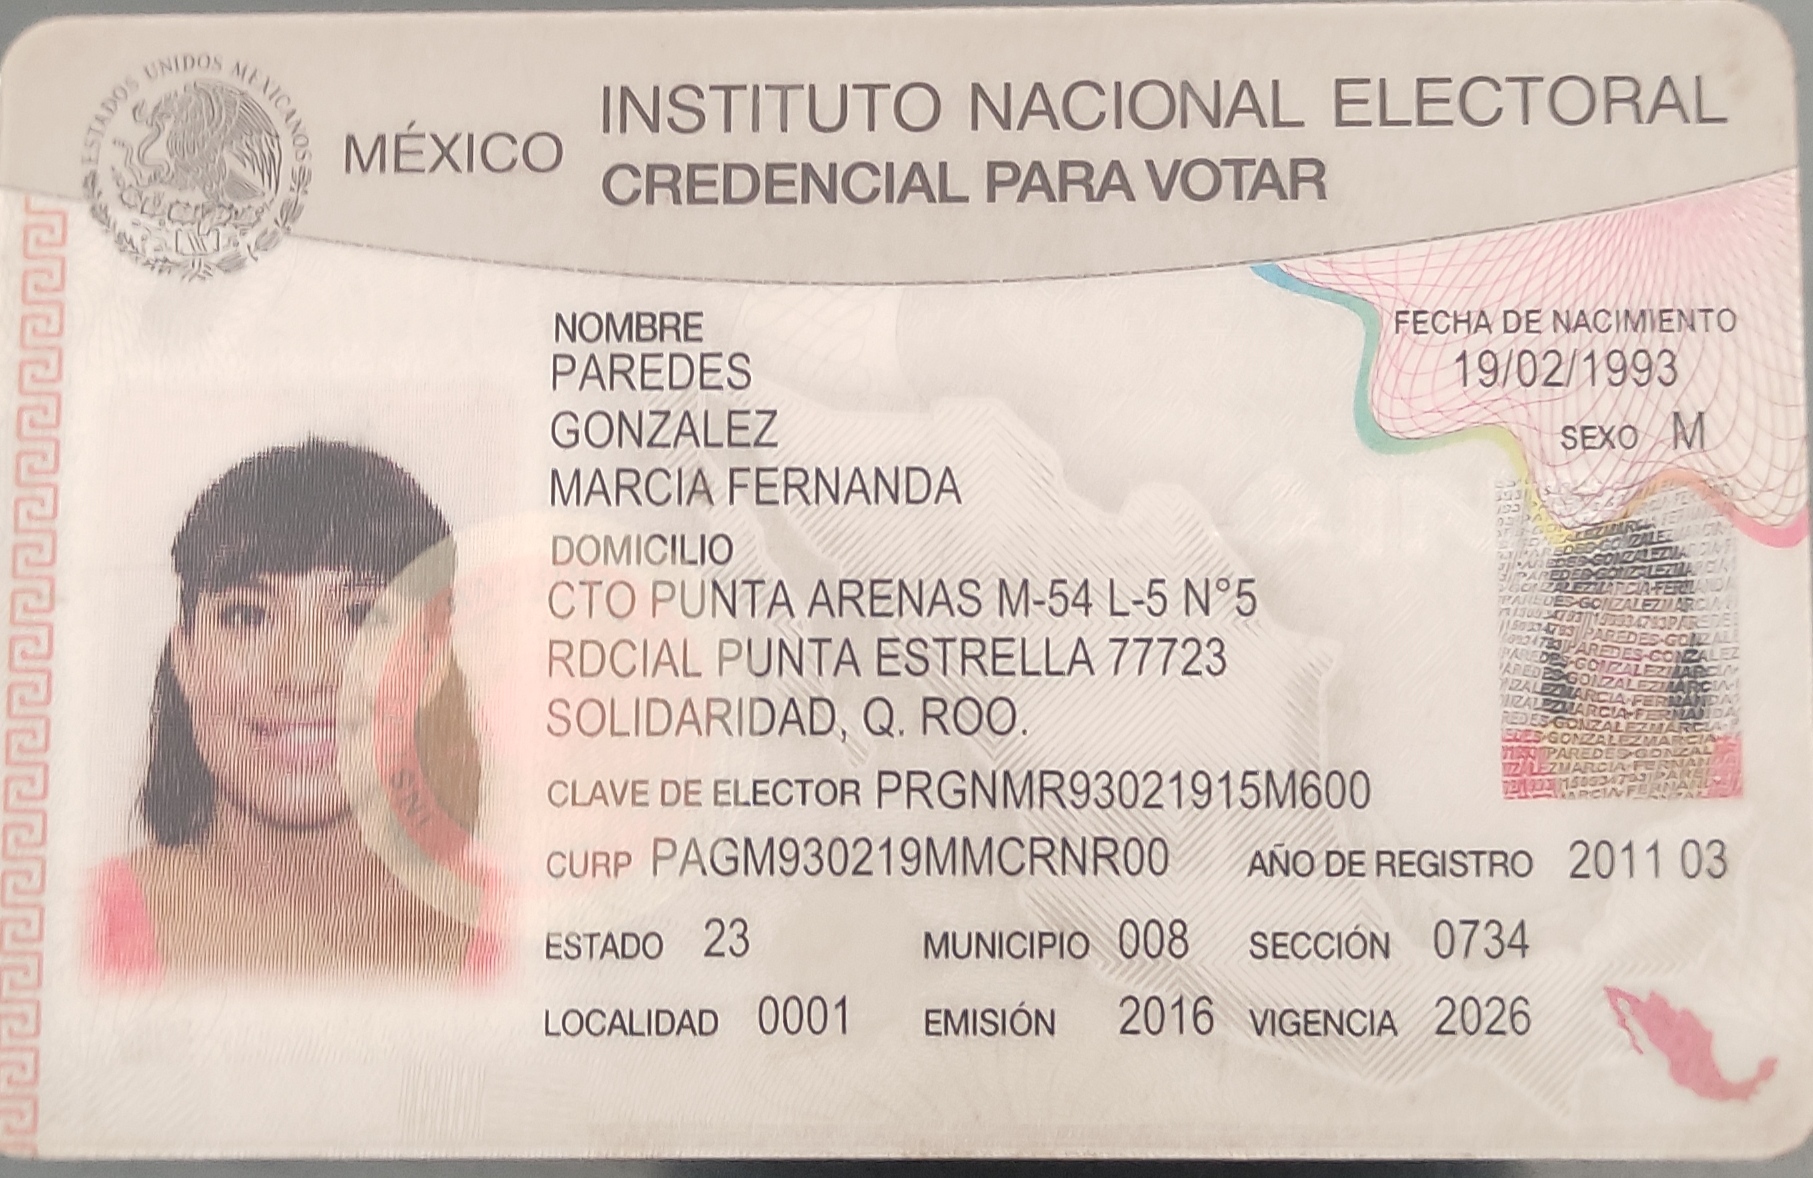 ESTADOS UNIDOS MEXICANOS
MÉXICO
INSTITUTO NACIONAL ELECTORAL
CREDENCIAL PARA VOTAR
NOMBRE
PAREDES
GONZALEZ
MARCIA FERNANDA
FECHA DE NACIMIENTO
19/02/1993
SEXO M
DOMICILIO
CTO PUNTA ARENAS M-54 L-5 N°5
RDCIAL PUNTA ESTRELLA 77723
SOLIDARIDAD, Q. ROO.
CLAVE DE ELECTOR PRGNMR93021915M600
CURP PAGM930219MMCRNR00 AÑO DE REGISTRO 2011 03
ESTADO 23 MUNICIPIO 008 SECCIÓN 0734
LOCALIDAD 0001 EMISIÓN 2016 VIGENCIA 2026